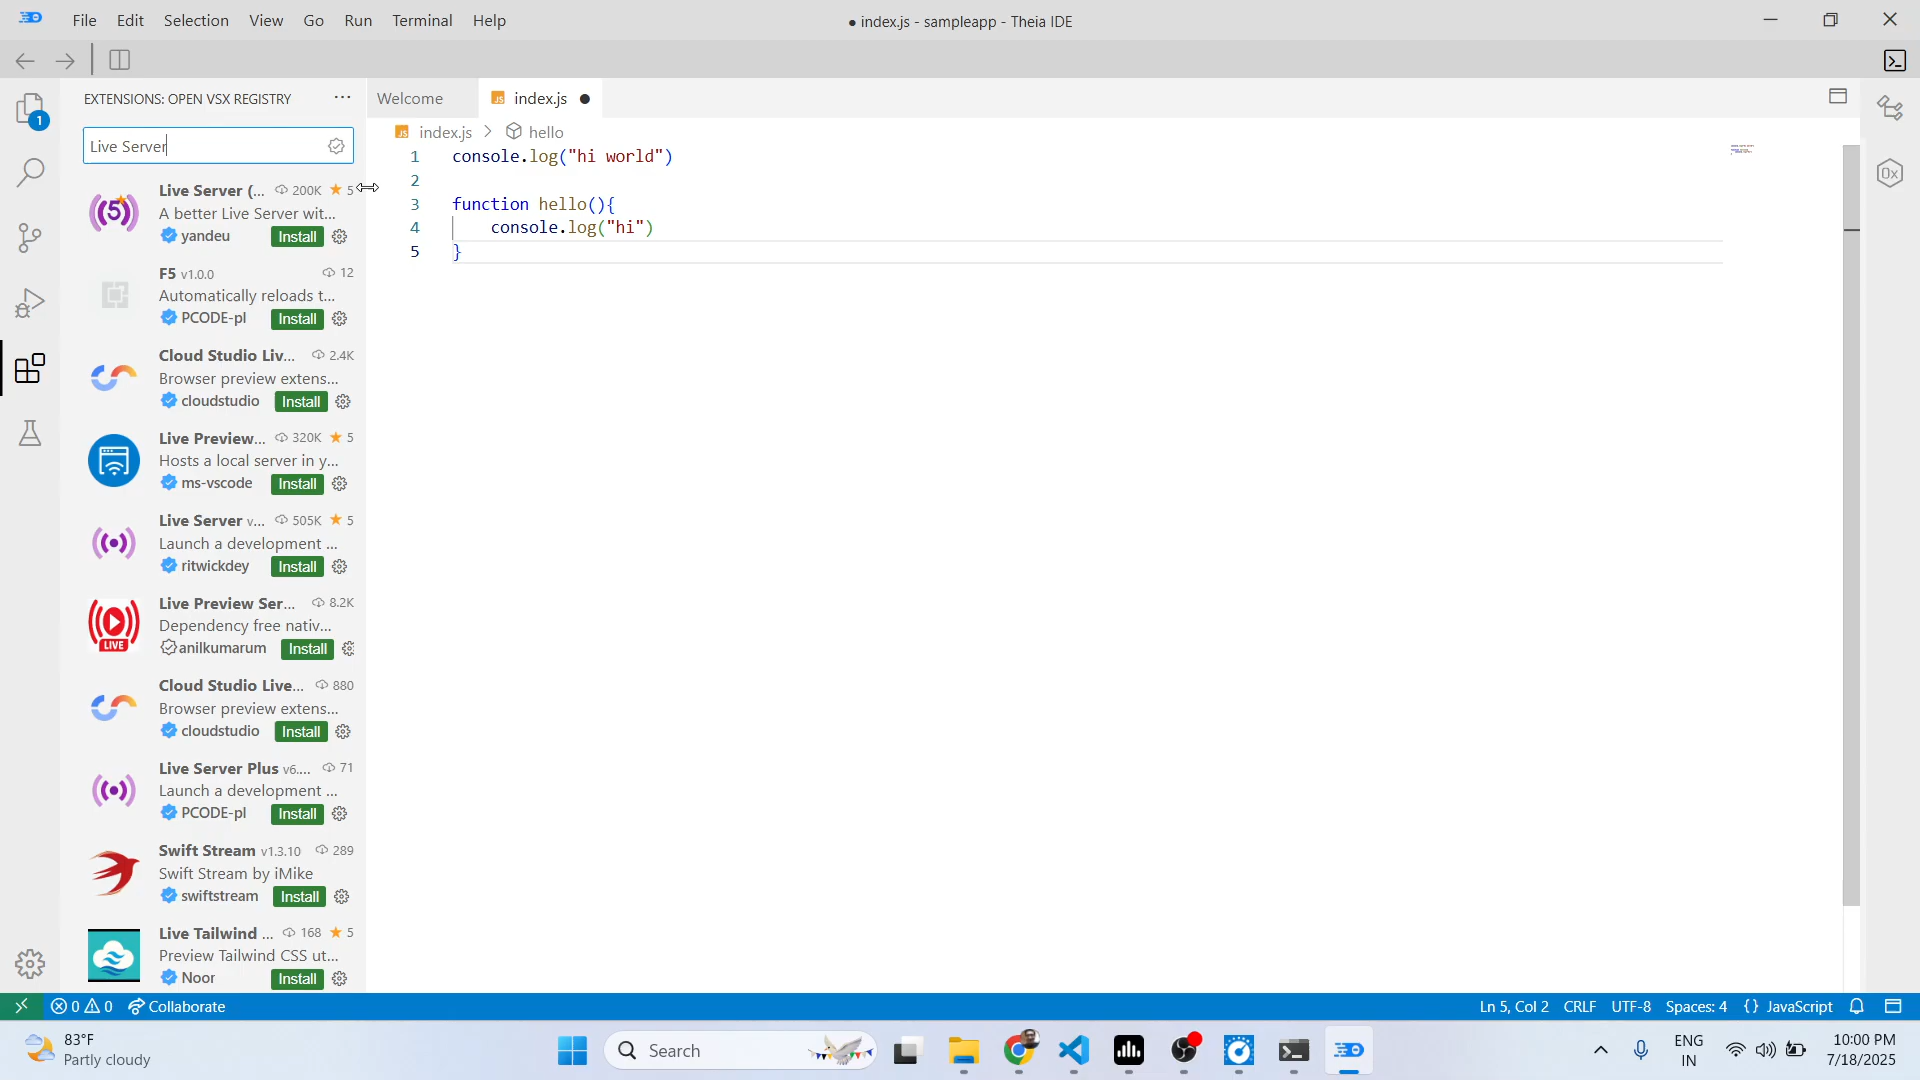 File Edit Selection View Go Run Terminal Help
● index.js - sampleapp - Theia IDE
EXTENSIONS: OPEN VSX REGISTRY
Welcome
JS index.js
1
Live Server
JS index.js > hello
1 console.log("hi world")
2
3 function hello(){
4 console.log("hi")
5 }
Live Server (... 200K ★ 5
A better Live Server wit...
yandeu Install
F5 v1.0.0 12
Automatically reloads t...
PCODE-pl Install
Cloud Studio Liv... 2.4K
Browser preview extens...
cloudstudio Install
Live Preview... 320K ★ 5
Hosts a local server in y...
ms-vscode Install
Live Server v... 505K ★ 5
Launch a development ...
ritwickdey Install
Live Preview Ser... 8.2K
Dependency free nativ...
LIVE
anilkumarum Install
Cloud Studio Live... 880
Browser preview extens...
cloudstudio Install
Live Server Plus v6.... 71
Launch a development ...
PCODE-pl Install
Swift Stream v1.3.10 289
Swift Stream by iMike
swiftstream Install
Live Tailwind ... 168 ★ 5
Preview Tailwind CSS ut...
Noor Install
0x
0 0 Collaborate
Ln 5, Col 2 CRLF UTF-8 Spaces: 4 {} JavaScript
83°F
Partly cloudy
Search
ENG
IN
10:00 PM
7/18/2025